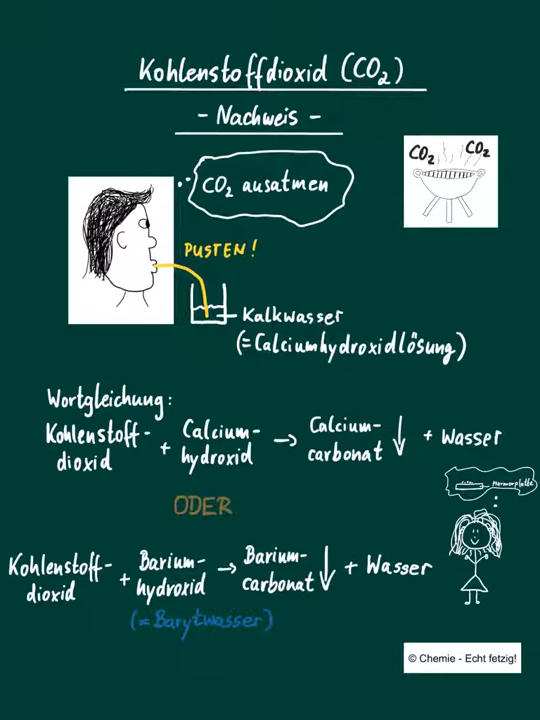 Kohlenstoffdioxid (CO₂)
- Nachweis -
CO₂ CO₂
CO₂ ausatmen
PUSTEN!
Kalkwasser
(=Calciumhydroxidlösung)
Wortgleichung:
Kohlenstoff- + Calcium- → Calcium- ↓ + Wasser
dioxid hydroxid carbonat
Marmorplatte
ODER
Kohlenstoff- + Barium- → Barium- ↓ + Wasser
dioxid hydroxid carbonat
(=Barytwasser)
© Chemie - Echt fetzig!